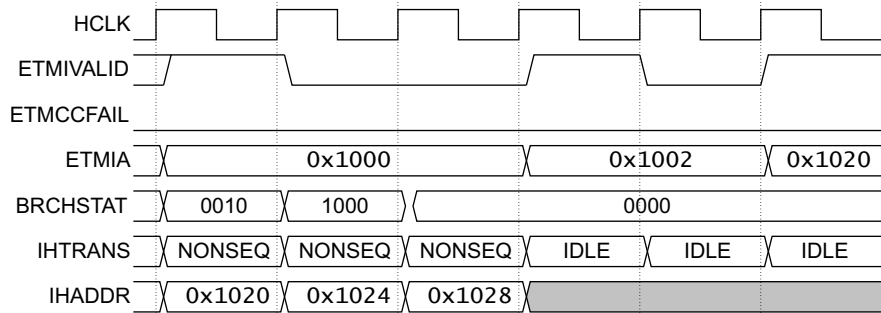 HCLK
ETMIVALID
ETMCCFAIL
ETMIA 0x1000 0x1002 0x1020
BRCHSTAT 0010 1000 0000
IHTRANS NONSEQ NONSEQ NONSEQ IDLE IDLE IDLE
IHADDR 0x1020 0x1024 0x1028